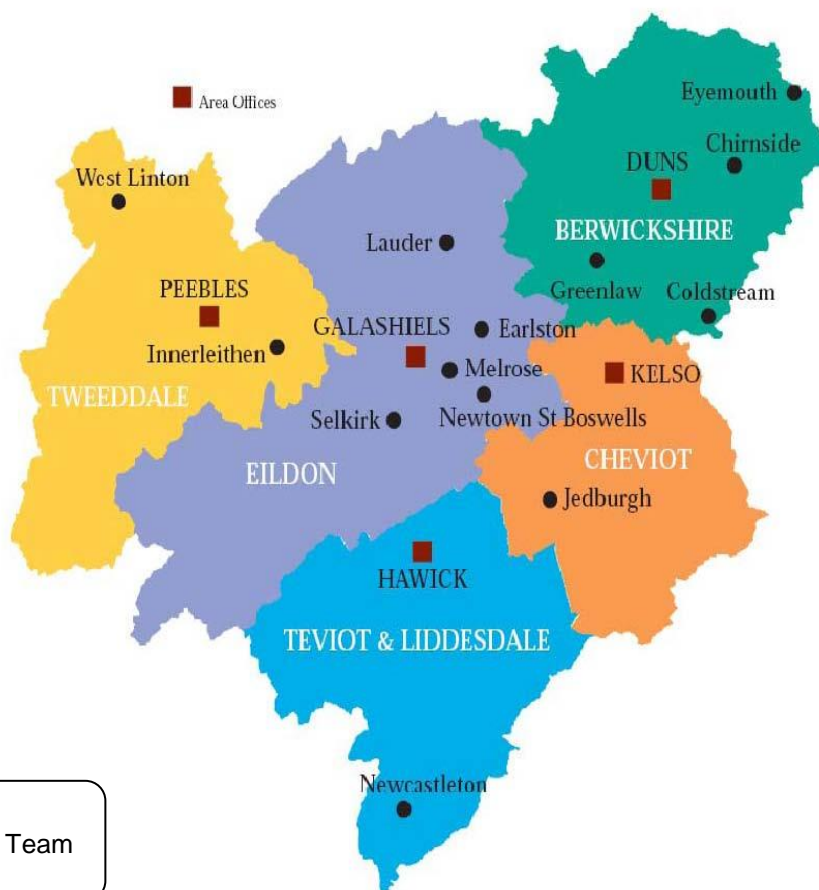 Area Offices
Eyemouth
Chirnside
DUNS
West Linton
BERWICKSHIRE
Lauder
Greenlaw
Coldstream
PEEBLES
GALASHIELS
Earlston
Innerleithen
Melrose
KELSO
TWEEDDALE
Selkirk
Newtown St Boswells
CHEVIOT
EILDON
Jedburgh
HAWICK
TEVIOT & LIDDESDALE
Newcastleton
Team